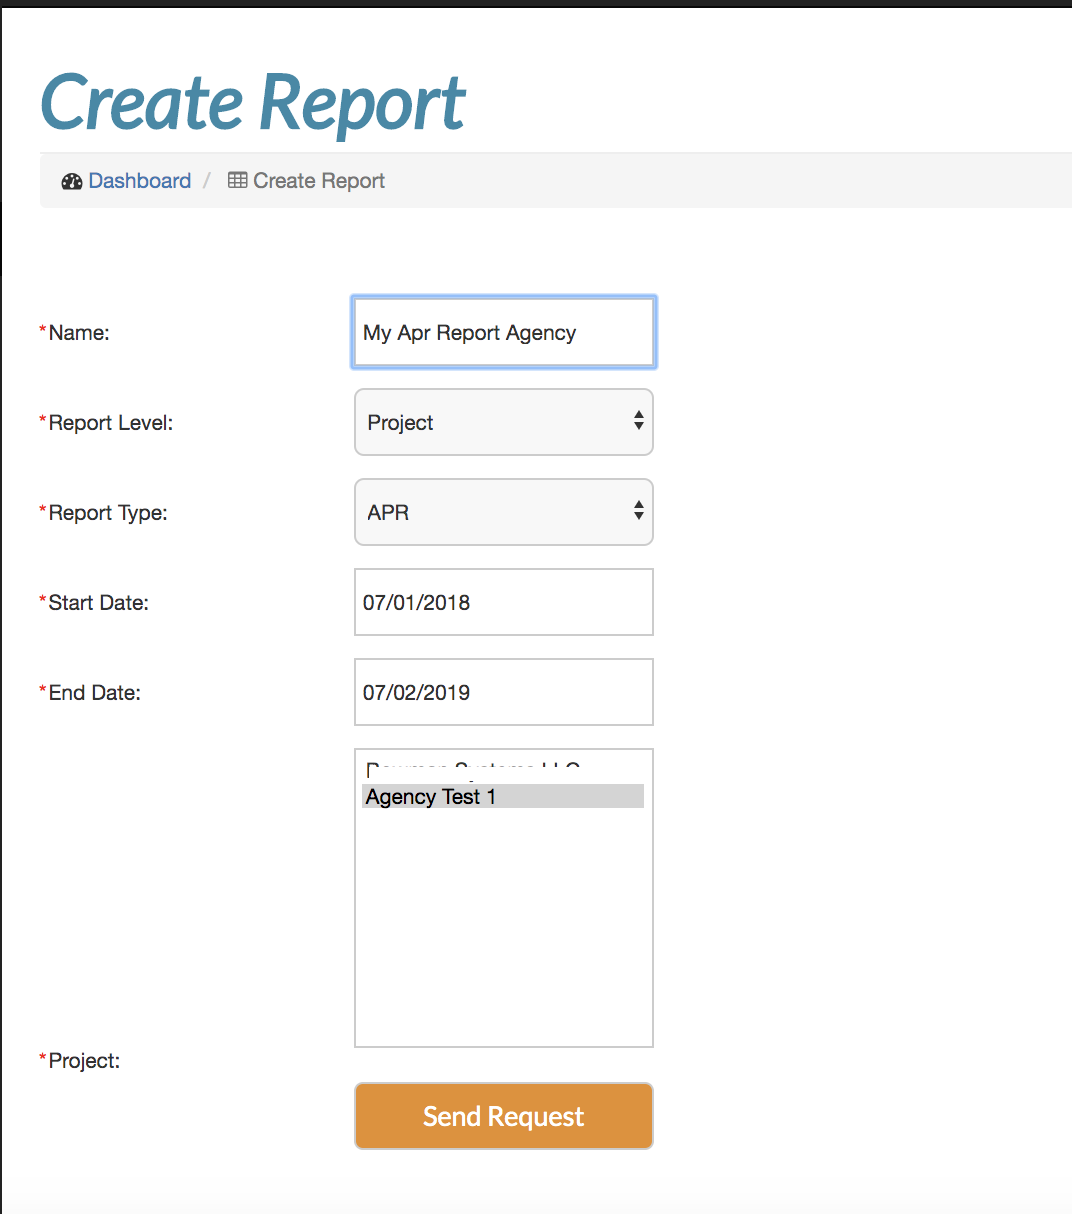 Create Report
Dashboard / Create Report
*Name: My Apr Report Agency
*Report Level: Project
*Report Type: APR
*Start Date: 07/01/2018
*End Date: 07/02/2019
Agency Test 1
*Project:
Send Request